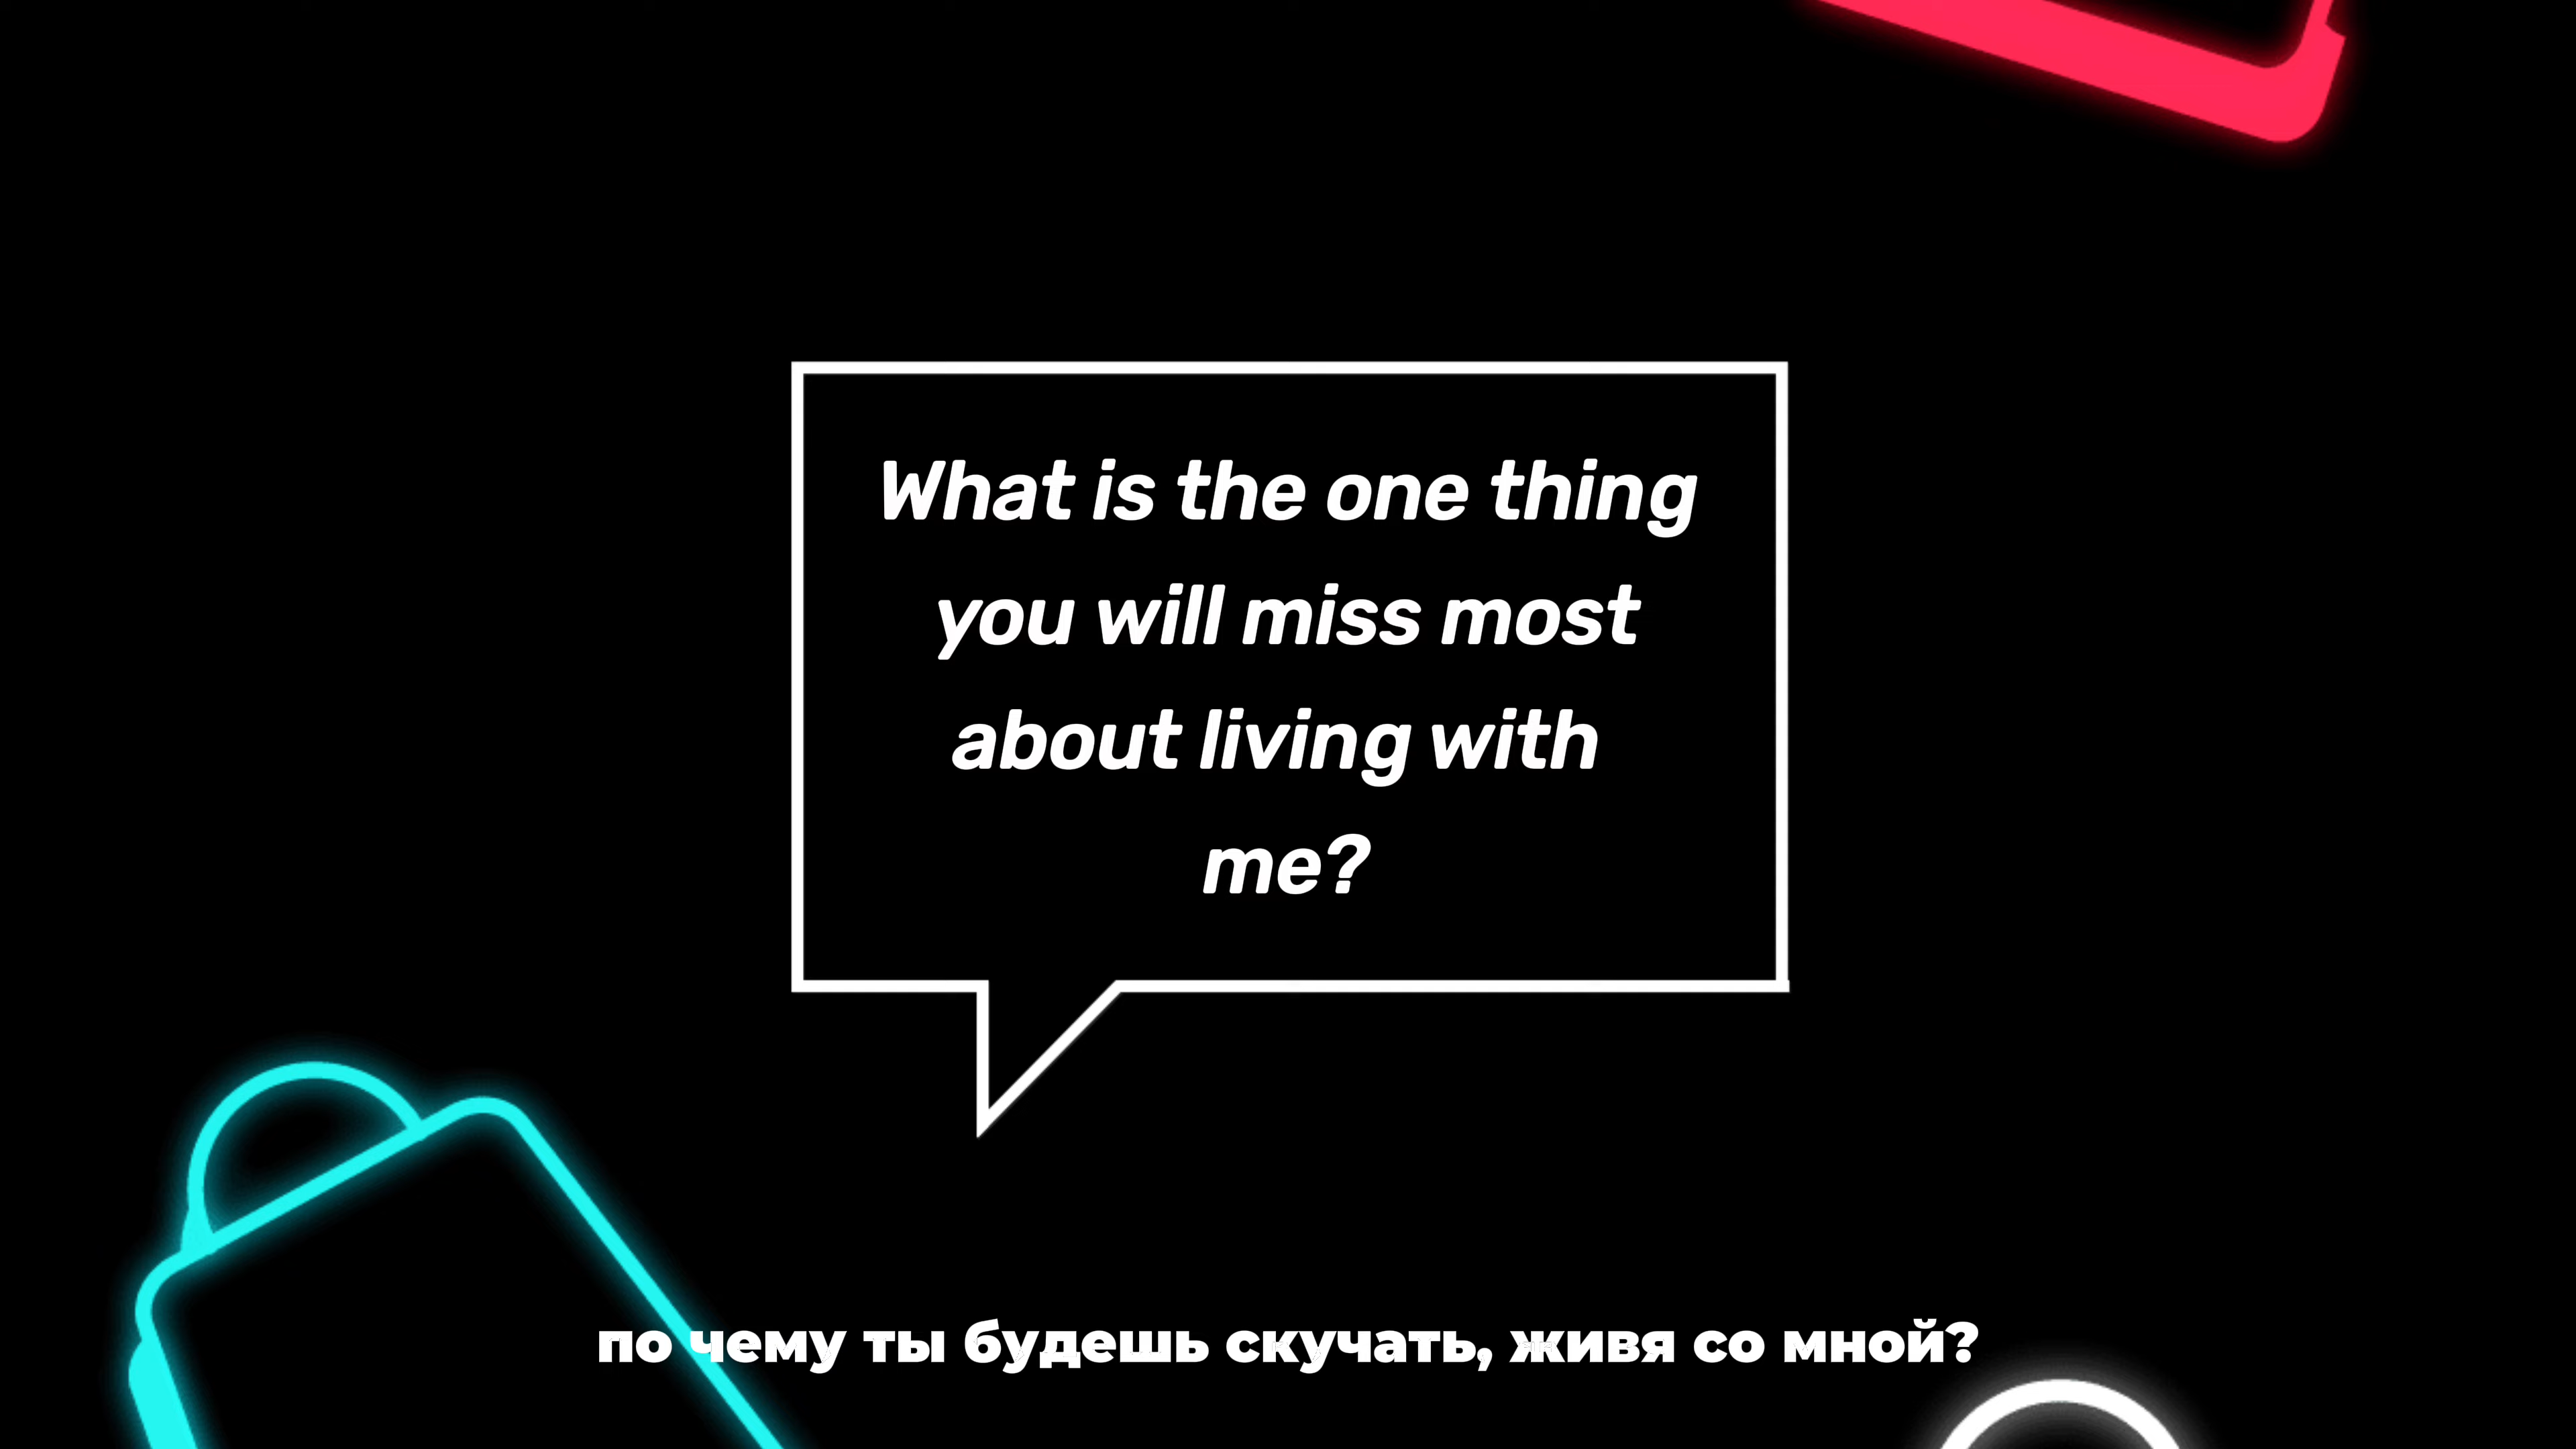 What is the one thing
you will miss most
about living with
me?
по чему ты будешь скучать, живя со мной?